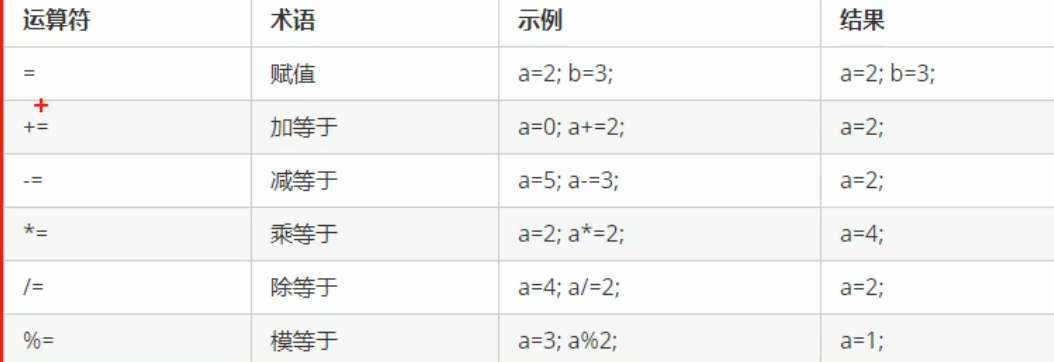 运算符 术语 示例 结果
= 赋值 a=2; b=3; a=2; b=3;
+= 加等于 a=0; a+=2; a=2;
-= 减等于 a=5; a-=3; a=2;
*= 乘等于 a=2; a*=2; a=4;
/= 除等于 a=4; a/=2; a=2;
%= 模等于 a=3; a%2; a=1;